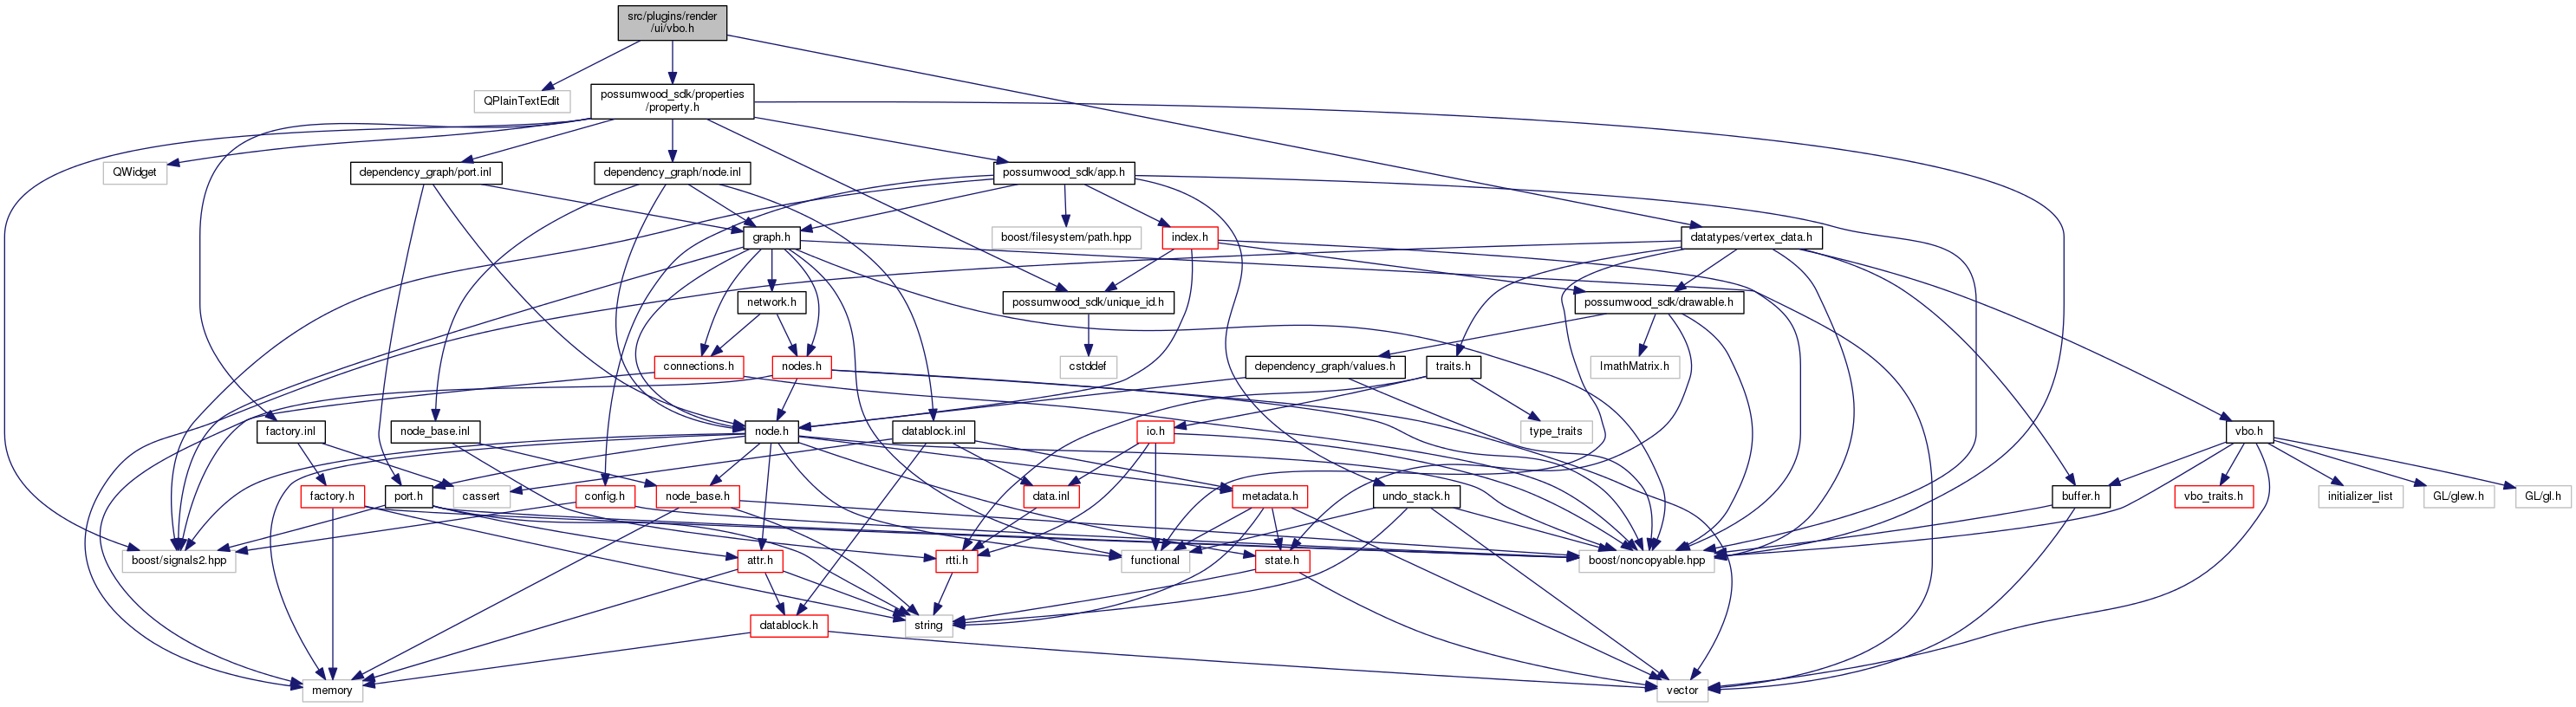 src/plugins/render
/ui/vbo.h
QPlainTextEdit
possumwood_sdk/properties
/property.h
QWidget
dependency_graph/port.inl
dependency_graph/node.inl
possumwood_sdk/app.h
graph.h
boost/filesystem/path.hpp
index.h
datatypes/vertex_data.h
network.h
possumwood_sdk/unique_id.h
possumwood_sdk/drawable.h
connections.h
nodes.h
cstddef
dependency_graph/values.h
traits.h
ImathMatrix.h
factory.inl
node_base.inl
node.h
datablock.inl
io.h
type_traits
vbo.h
factory.h
port.h
cassert
config.h
node_base.h
data.inl
metadata.h
undo_stack.h
buffer.h
vbo_traits.h
initializer_list
GL/glew.h
GL/gl.h
boost/signals2.hpp
attr.h
rtti.h
functional
state.h
boost/noncopyable.hpp
datablock.h
string
memory
vector